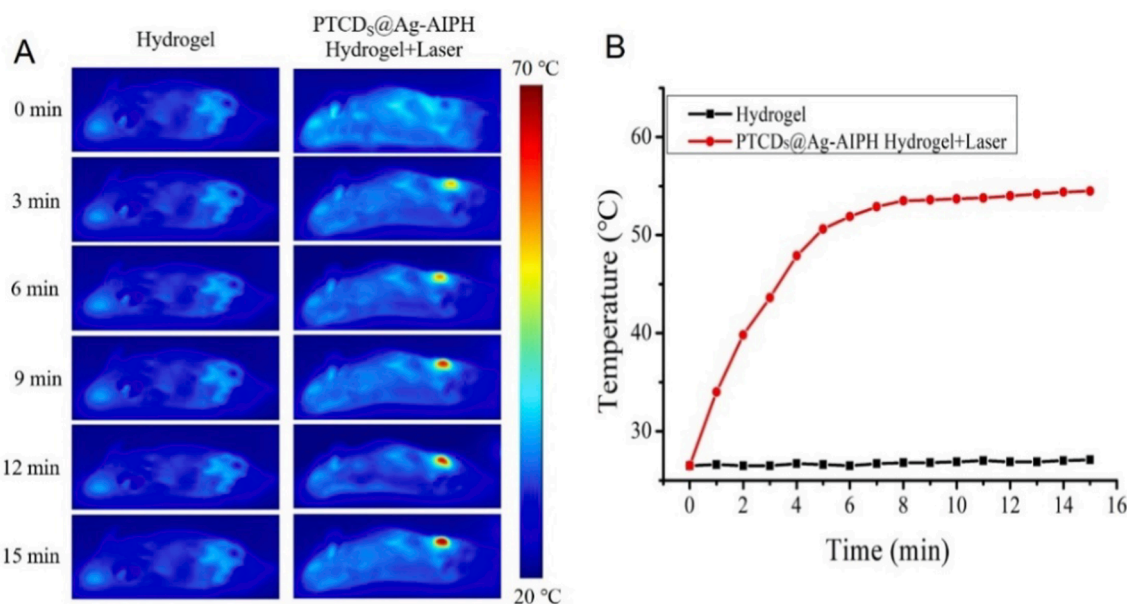 A
Hydrogel
PTCDs@Ag-AIPH
Hydrogel+Laser
70 °C
0 min
3 min
6 min
9 min
12 min
15 min
20 °C
B
Hydrogel
PTCDs@Ag-AIPH Hydrogel+Laser
60
50
40
30
Temperature (°C)
0 2 4 6 8 10 12 14 16
Time (min)